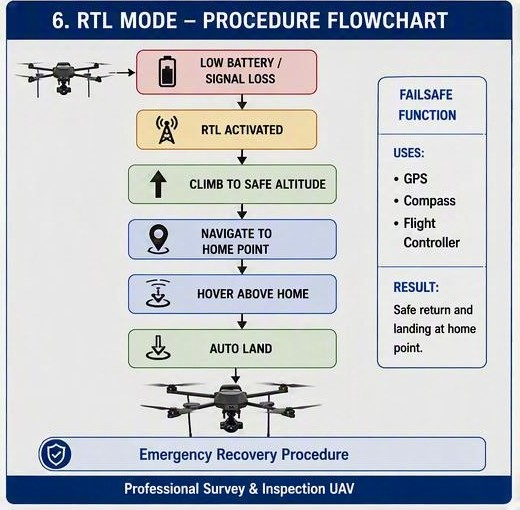 6. RTL MODE – PROCEDURE FLOWCHART
LOW BATTERY /
SIGNAL LOSS
RTL ACTIVATED
CLIMB TO SAFE ALTITUDE
NAVIGATE TO
HOME POINT
HOVER ABOVE HOME
AUTO LAND
FAILSAFE
FUNCTION
USES:
• GPS
• Compass
• Flight
Controller
RESULT:
Safe return and
landing at home
point.
Emergency Recovery Procedure
Professional Survey & Inspection UAV